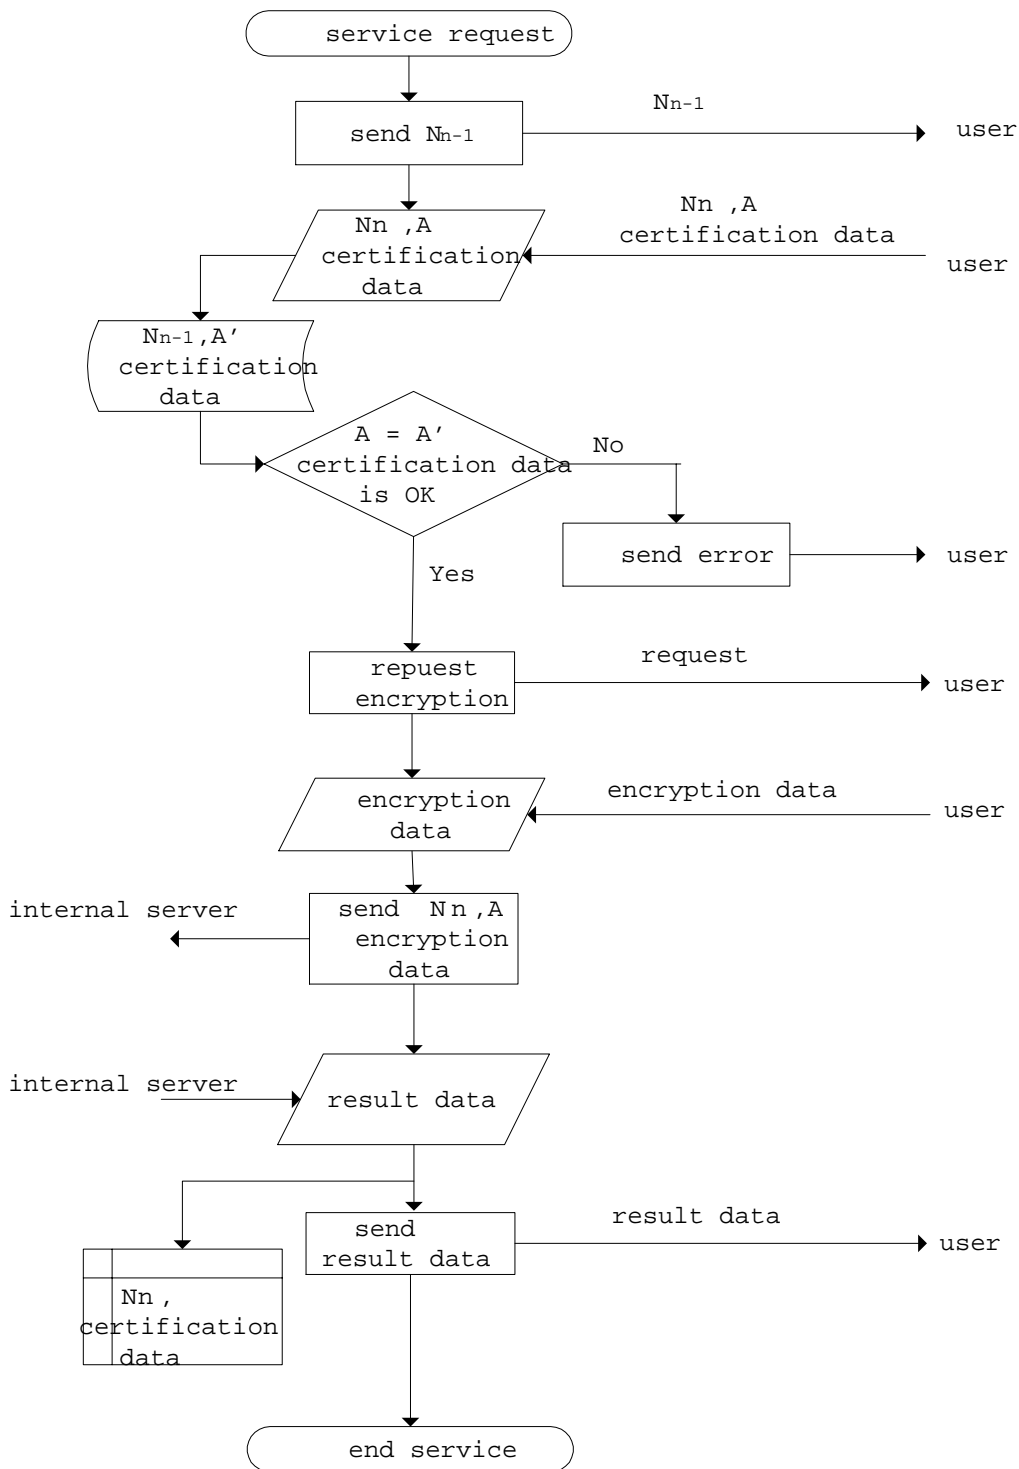 service request
Nn-1
send Nn-1
user
Nn ,A
certification data
user
Nn ,A
certification
data
Nn-1,A′
certification
data
A = A′
certification data
is OK
No
send error
user
Yes
repuest
encryption
request
user
encryption
data
encryption data
user
internal server
send Nn,A
encryption
data
internal server
result data
send
result data
result data
user
Nn,
certification
data
end service